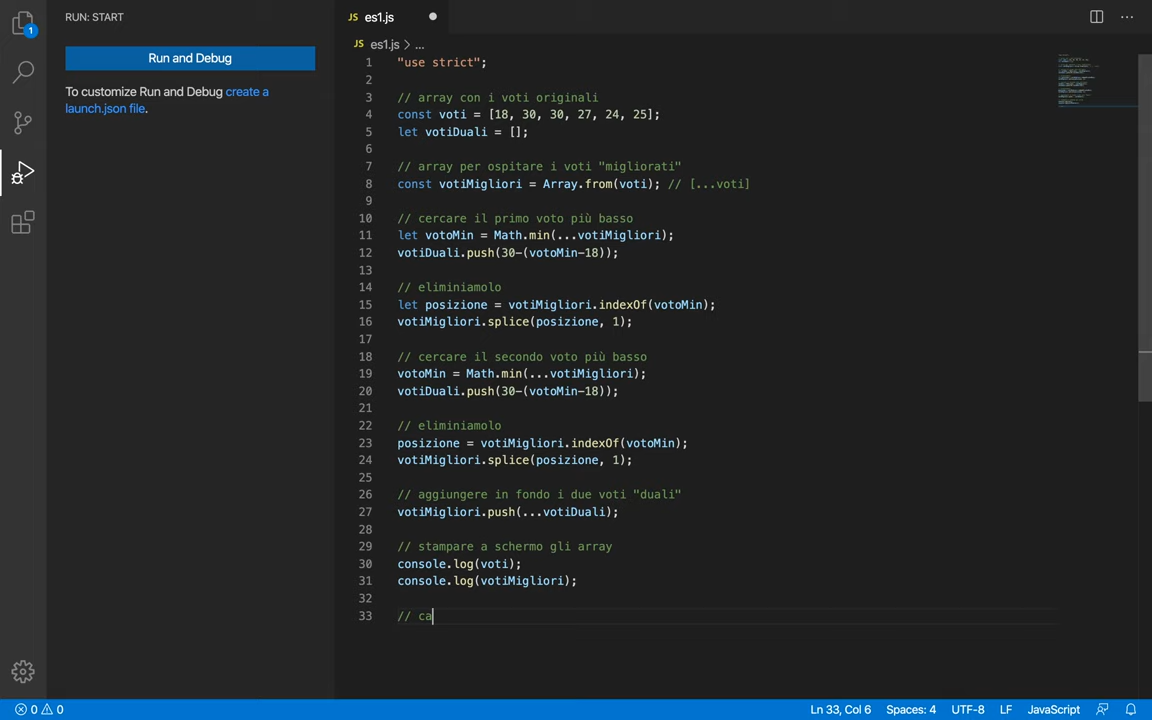 RUN: START
JS es1.js
1
Run and Debug
To customize Run and Debug create a
launch.json file.
JS es1.js > ...
1 "use strict";
2
3 // array con i voti originali
4 const voti = [18, 30, 30, 27, 24, 25];
5 let votiDuali = [];
6
7 // array per ospitare i voti "migliorati"
8 const votiMigliori = Array.from(voti); // [...voti]
9
10 // cercare il primo voto più basso
11 let votoMin = Math.min(...votiMigliori);
12 votiDuali.push(30-(votoMin-18));
13
14 // eliminiamolo
15 let posizione = votiMigliori.indexOf(votoMin);
16 votiMigliori.splice(posizione, 1);
17
18 // cercare il secondo voto più basso
19 votoMin = Math.min(...votiMigliori);
20 votiDuali.push(30-(votoMin-18));
21
22 // eliminiamolo
23 posizione = votiMigliori.indexOf(votoMin);
24 votiMigliori.splice(posizione, 1);
25
26 // aggiungere in fondo i due voti "duali"
27 votiMigliori.push(...votiDuali);
28
29 // stampare a schermo gli array
30 console.log(voti);
31 console.log(votiMigliori);
32
33 // ca
0 0
Ln 33, Col 6 Spaces: 4 UTF-8 LF JavaScript